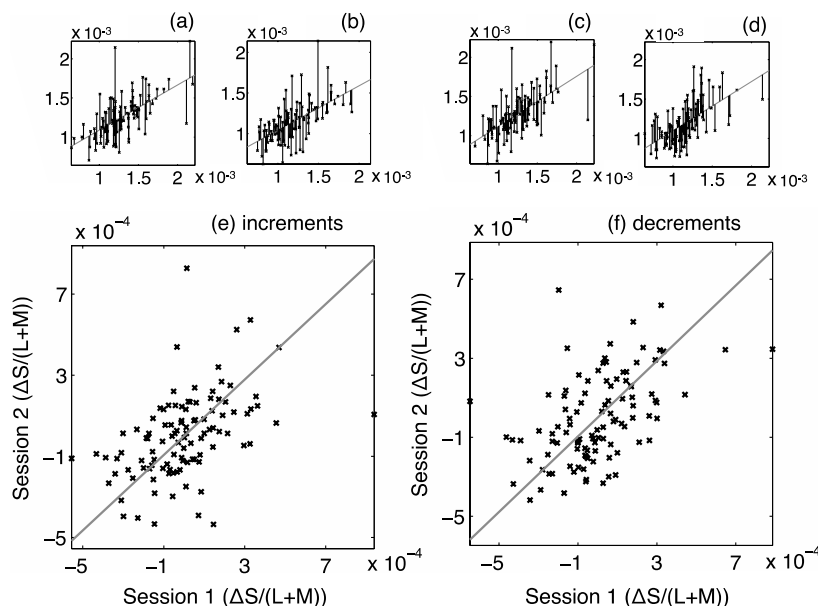 (a) (b) (c) (d)
x 10⁻³ x 10⁻³ x 10⁻³ x 10⁻³
2 2 2 2
1.5 1.5 1.5 1.5
1 1 1 1
1 1.5 2 x 10⁻³ 1 1.5 2 x 10⁻³ 1 1.5 2 x 10⁻³ 1 1.5 2 x 10⁻³
(e) increments
x 10⁻⁴
7
3
−1
−5
Session 2 (ΔS/(L+M))
−5 −1 3 7 x 10⁻⁴
Session 1 (ΔS/(L+M))
(f) decrements
x 10⁻⁴
7
3
−1
−5
Session 2 (ΔS/(L+M))
−5 −1 3 7 x 10⁻⁴
Session 1 (ΔS/(L+M))